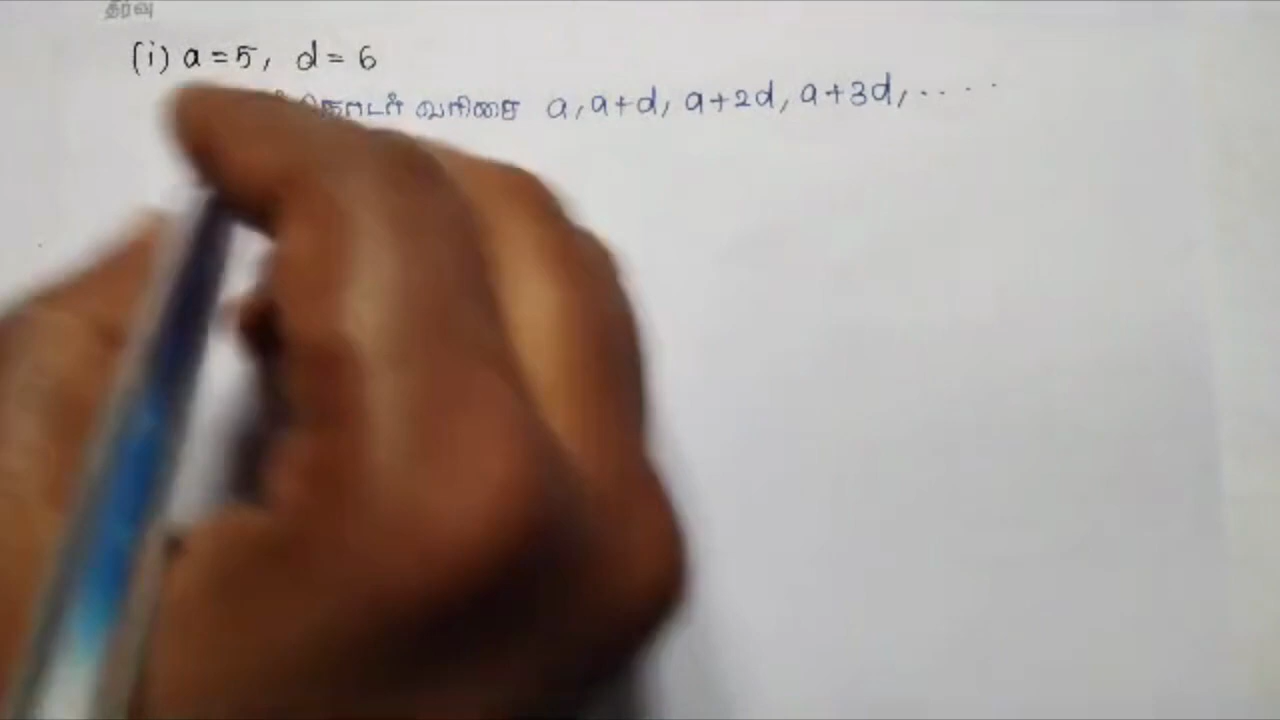 தீர்வு
(i) a = 5, d = 6
தொடர் வரிசை a, a+d, a+2d, a+3d, ....